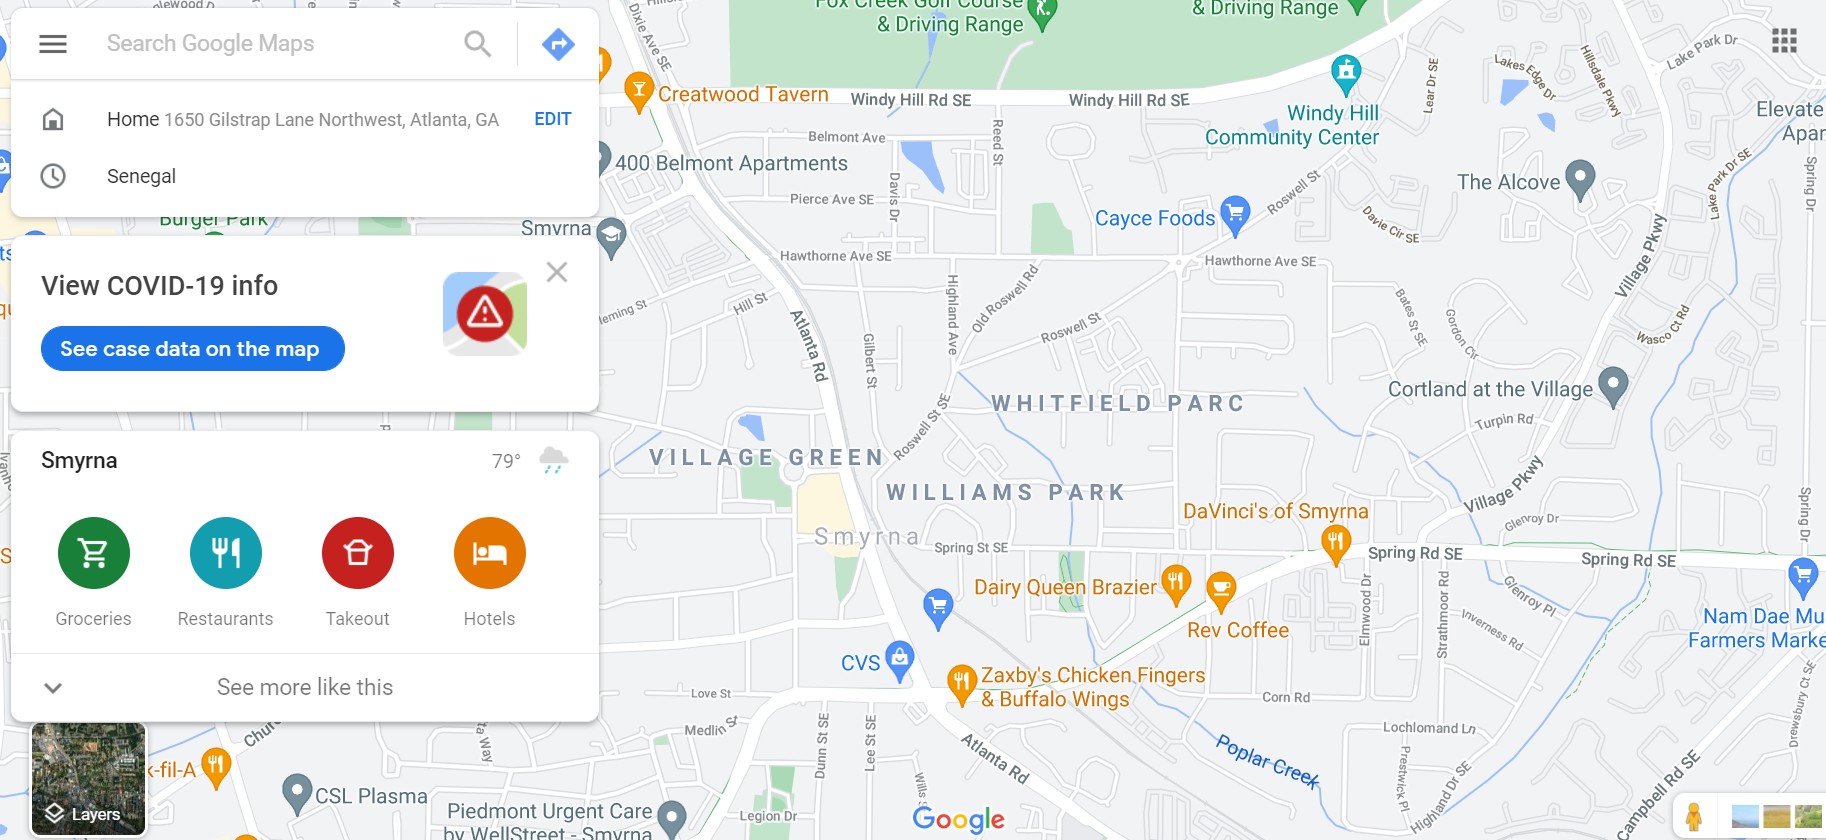 Search Google Maps
Home 1650 Gilstrap Lane Northwest, Atlanta, GA
EDIT
Senegal
Burger Park
Smyrna
View COVID-19 info
See case data on the map
Smyrna
79°
Groceries
Restaurants
Takeout
Hotels
See more like this
Layers
k-fil-A
CSL Plasma
Piedmont Urgent Care
by WellStreet - Smyrna
Fox Creek Golf Course
& Driving Range
& Driving Range
Dixie Ave SE
Creatwood Tavern
Windy Hill Rd SE
Windy Hill Rd SE
Windy Hill
Community Center
Lear Dr SE
Lakes Edge Dr
Hillsdale Pkwy
Lake Park Dr
Elevate
Apar
400 Belmont Apartments
Belmont Ave
Reed St
Pierce Ave SE
Davis Dr
Cayce Foods
Roswell St
Davie Cir SE
The Alcove
Lake Park Dr SE
Spring Dr
Village Pkwy
Hawthorne Ave SE
Hawthorne Ave SE
Fleming St
Hill St
Atlanta Rd
Gilbert St
Highland Ave
Old Roswell Rd
Roswell St
Bates St SE
Gordon Cir
Wasco Ct Rd
Cortland at the Village
Turpin Rd
WHITFIELD PARC
Roswell St SE
VILLAGE GREEN
WILLIAMS PARK
Village Pkwy
Glenroy Dr
Spring Dr
DaVinci's of Smyrna
Smyrna
Spring St SE
Spring Rd SE
Spring Rd SE
Dairy Queen Brazier
Rev Coffee
Elmwood Dr
Strathmoor Rd
Glenroy Pl
Inverness Rd
Nam Dae Mu
Farmers Marke
CVS
Zaxby's Chicken Fingers
& Buffalo Wings
Love St
Corn Rd
Medlin St
Dunn St SE
Lee St SE
Atlanta Rd
Poplar Creek
Lochlomand Ln
Prestwick Pl
Highland Dr SE
Drewsbury Ct SE
Campbell Rd SE
Wills S
Legion Dr
Google